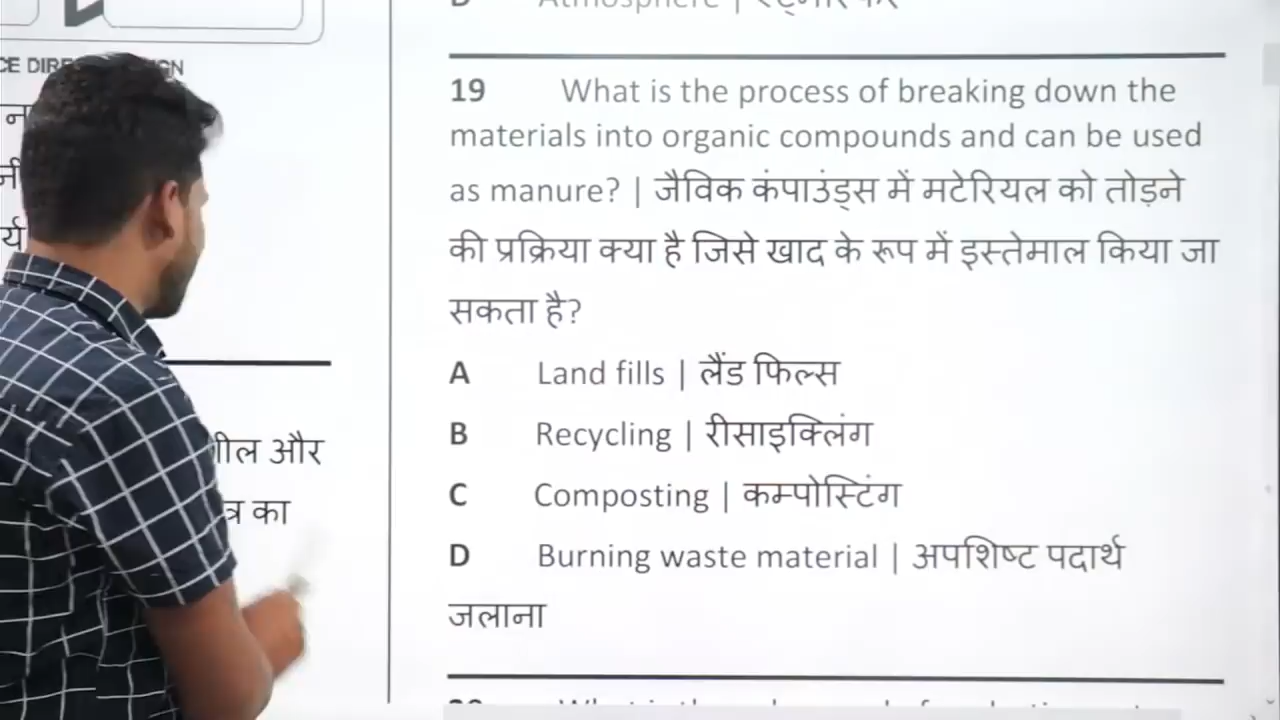 19 What is the process of breaking down the
materials into organic compounds and can be used
as manure? | जैविक कंपाउंड्स में मटेरियल को तोड़ने
की प्रक्रिया क्या है जिसे खाद के रूप में इस्तेमाल किया जा
सकता है?
A Land fills | लैंड फिल्स
B Recycling | रीसाइक्लिंग
C Composting | कम्पोस्टिंग
D Burning waste material | अपशिष्ट पदार्थ
जलाना
और
का